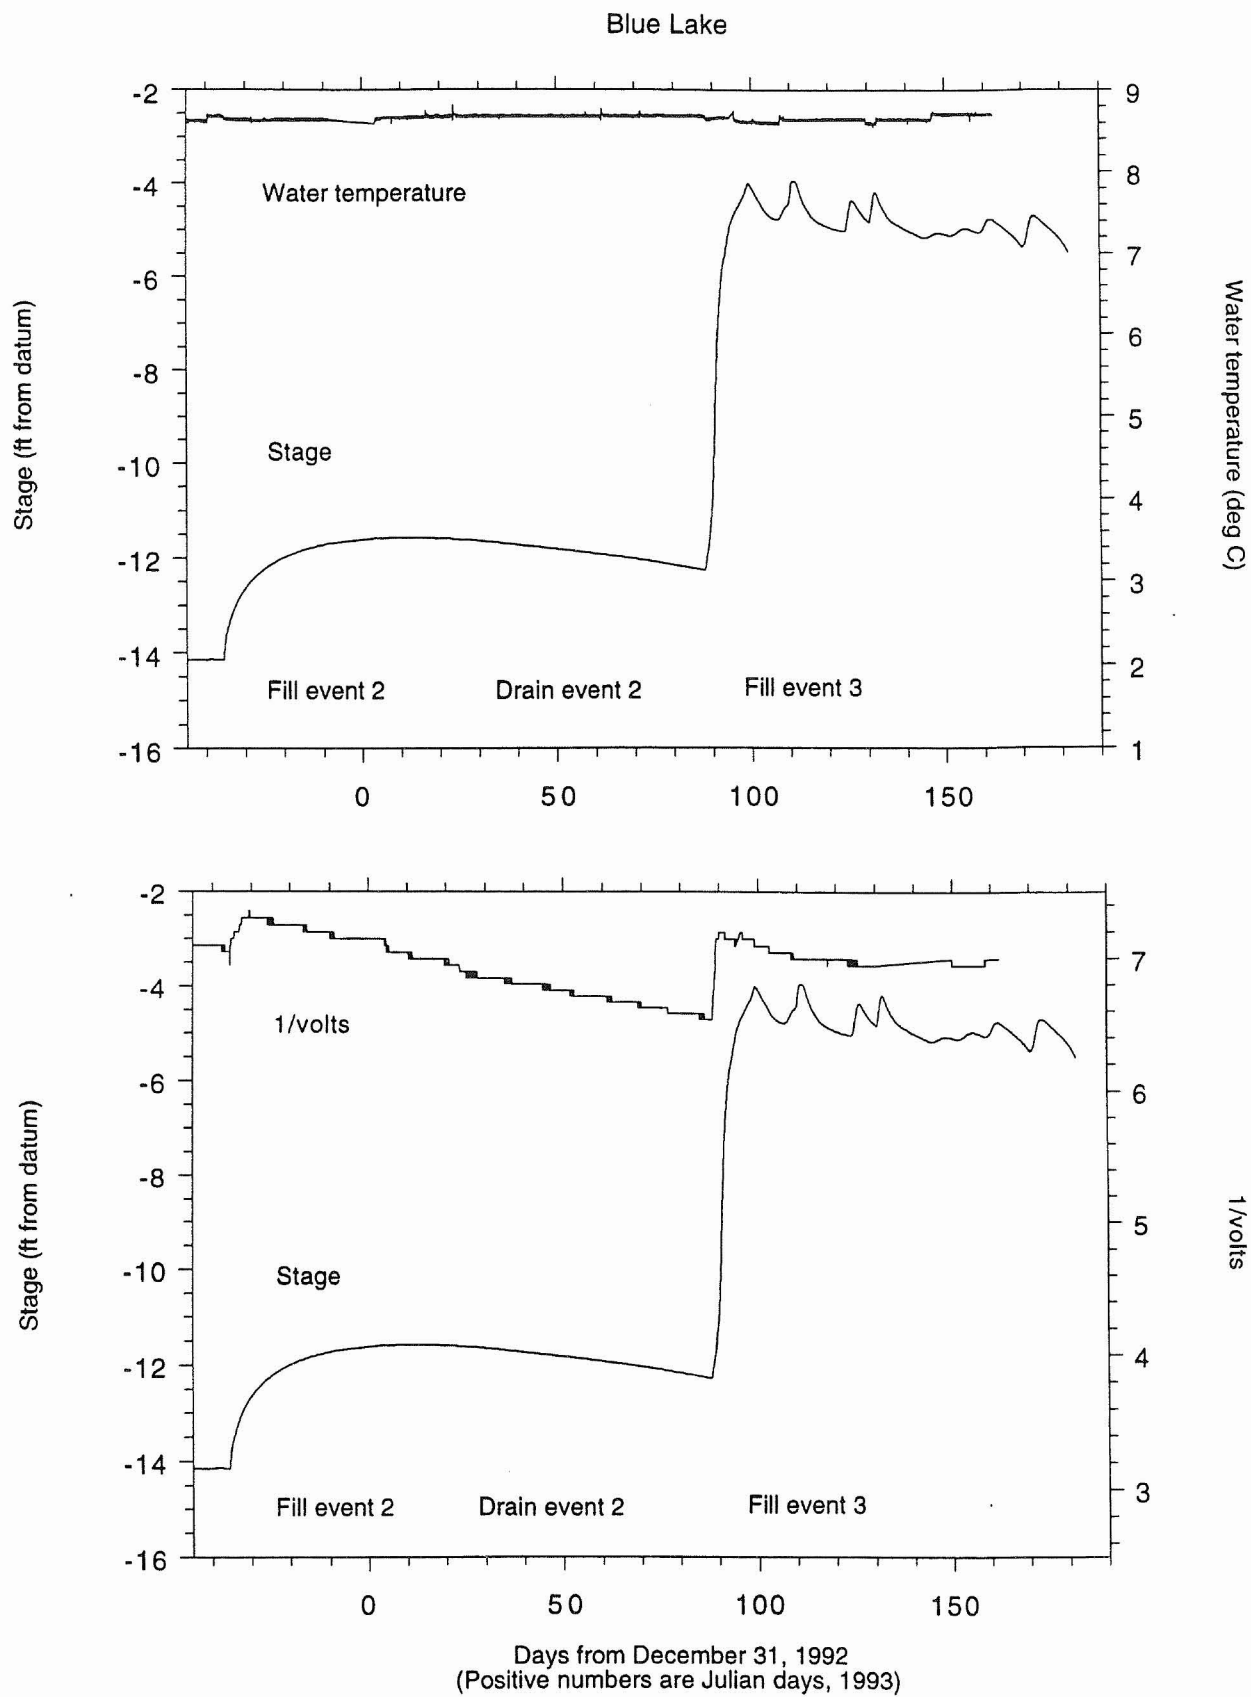 Blue Lake
-2
-4
-6
-8
-10
-12
-14
-16
Stage (ft from datum)
9
8
7
6
5
4
3
2
1
Water temperature (deg C)
Water temperature
Stage
Fill event 2 Drain event 2 Fill event 3
0 50 100 150
-2
-4
-6
-8
-10
-12
-14
-16
Stage (ft from datum)
7
6
5
4
3
1/volts
1/volts
Stage
Fill event 2 Drain event 2 Fill event 3
0 50 100 150
Days from December 31, 1992
(Positive numbers are Julian days, 1993)